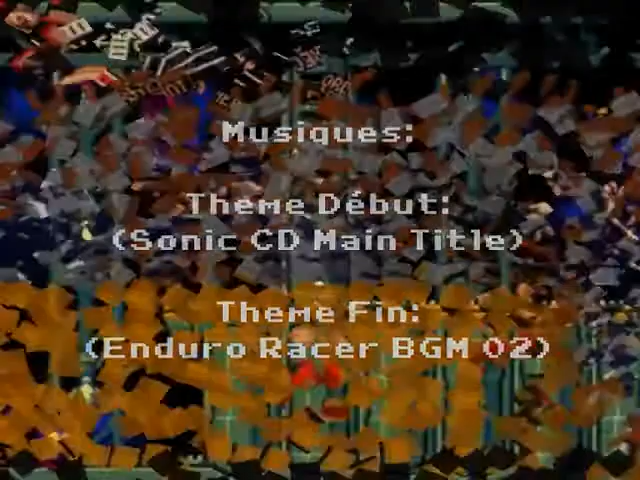 Musiques:
Theme Début:
(Sonic CD Main Title)
Theme Fin:
(Enduro Racer BGM 02)